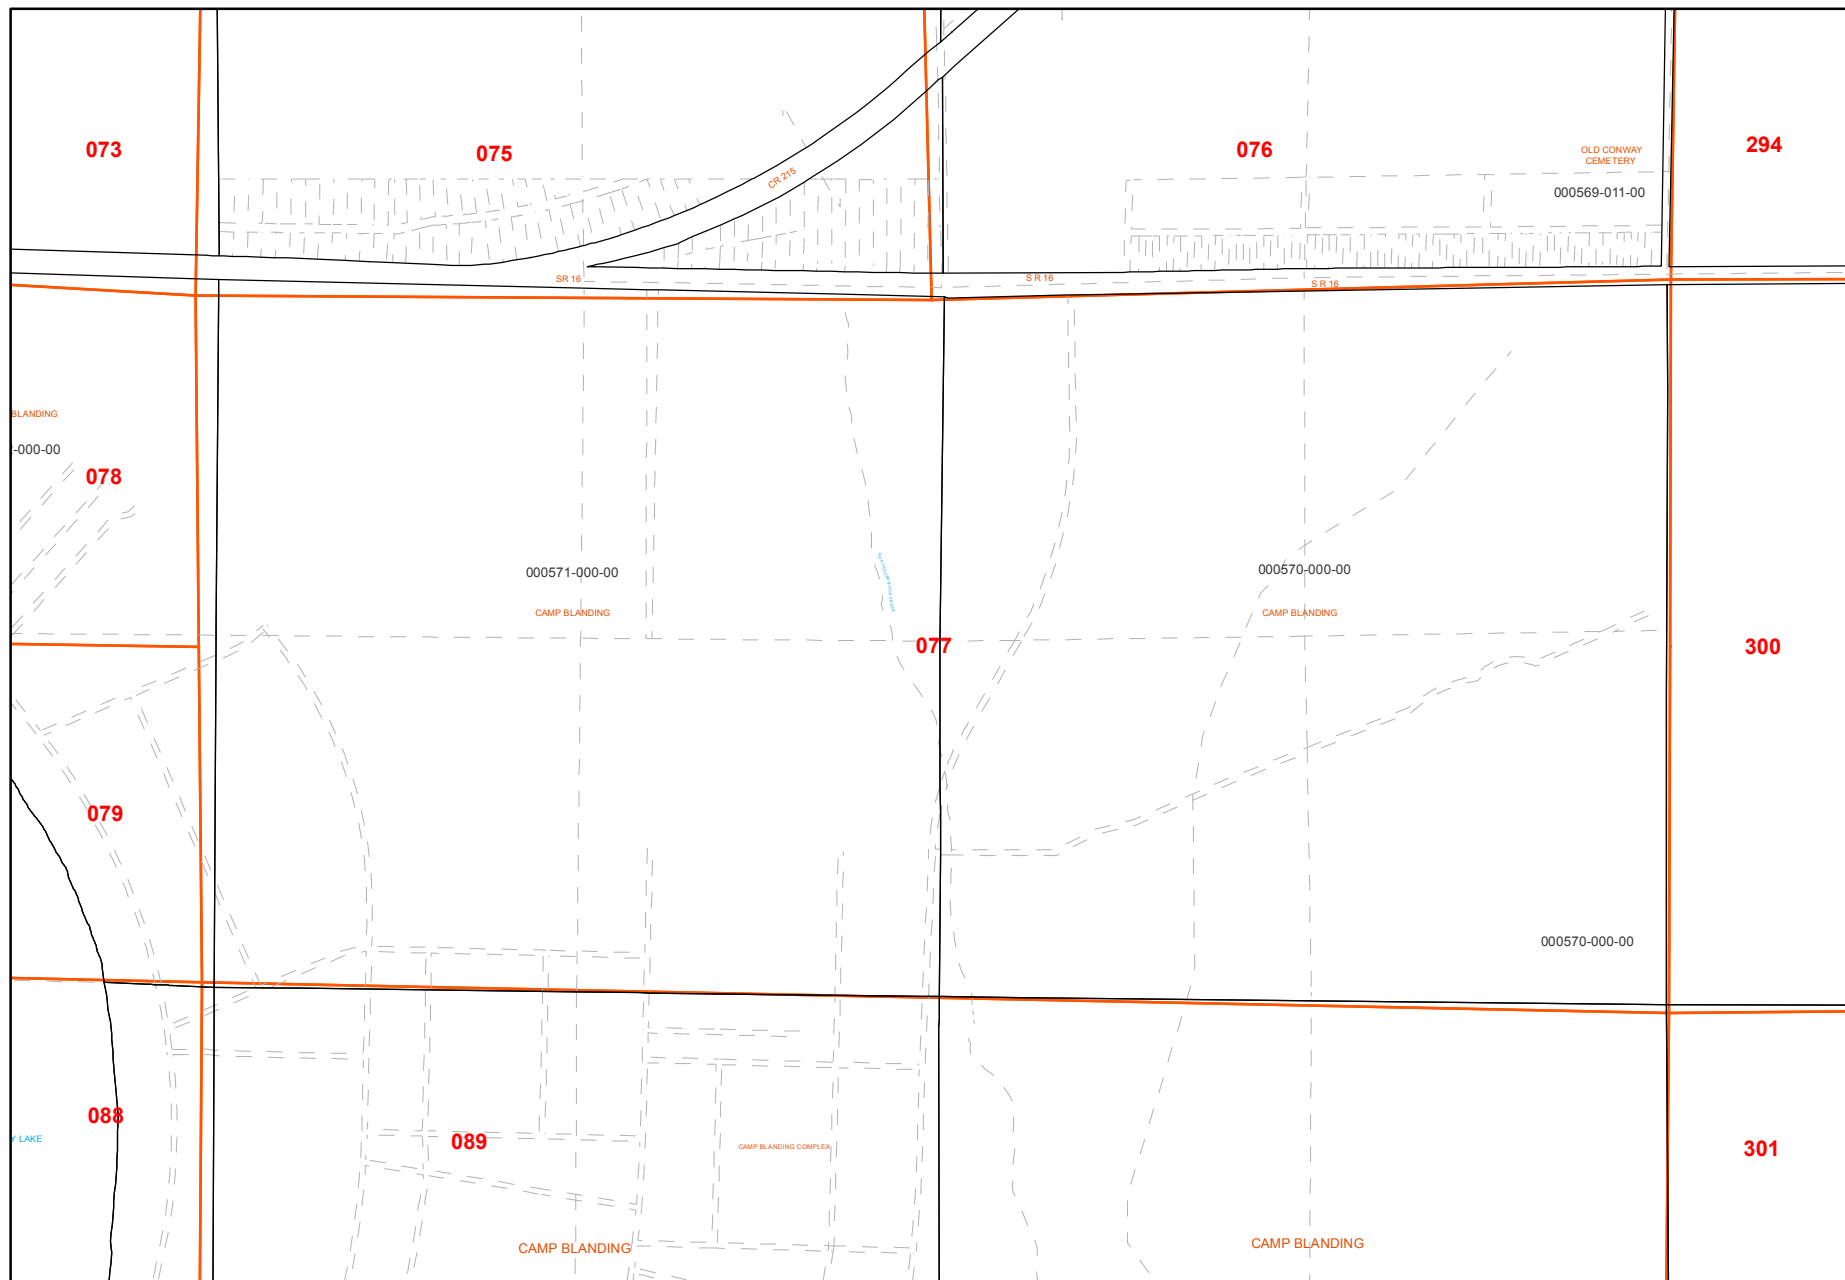 073
075
076
OLD CONWAY
CEMETERY
294
000569-011-00
CR 215
SR 16
S R 16
S R 16
BLANDING
-000-00
078
000571-000-00
CAMP BLANDING
000570-000-00
CAMP BLANDING
077
300
079
000570-000-00
088
Y LAKE
089
CAMP BLANDING COMPLEX
301
CAMP BLANDING
CAMP BLANDING